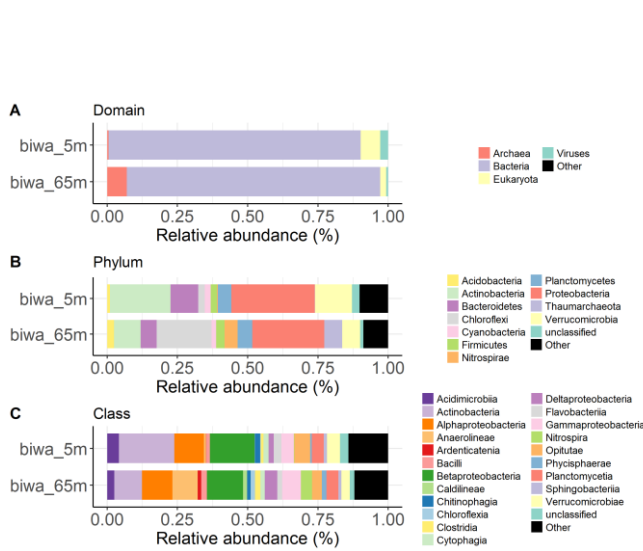 A Domain
biwa_5m
biwa_65m
0.00 0.25 0.50 0.75 1.00
Relative abundance (%)
Archaea
Bacteria
Eukaryota
Viruses
Other
B Phylum
biwa_5m
biwa_65m
0.00 0.25 0.50 0.75 1.00
Relative abundance (%)
Acidobacteria
Actinobacteria
Bacteroidetes
Chloroflexi
Cyanobacteria
Firmicutes
Nitrospirae
Planctomycetes
Proteobacteria
Thaumarchaeota
Verrucomicrobia
unclassified
Other
C Class
biwa_5m
biwa_65m
0.00 0.25 0.50 0.75 1.00
Relative abundance (%)
Acidimicrobiia
Actinobacteria
Alphaproteobacteria
Anaerolineae
Ardenticatenia
Bacilli
Betaproteobacteria
Caldilineae
Chitinophagia
Chloroflexia
Clostridia
Cytophagia
Deltaproteobacteria
Flavobacteriia
Gammaproteobacteria
Nitrospira
Opitutae
Phycisphaerae
Planctomycetia
Sphingobacteriia
Verrucomicrobiae
unclassified
Other